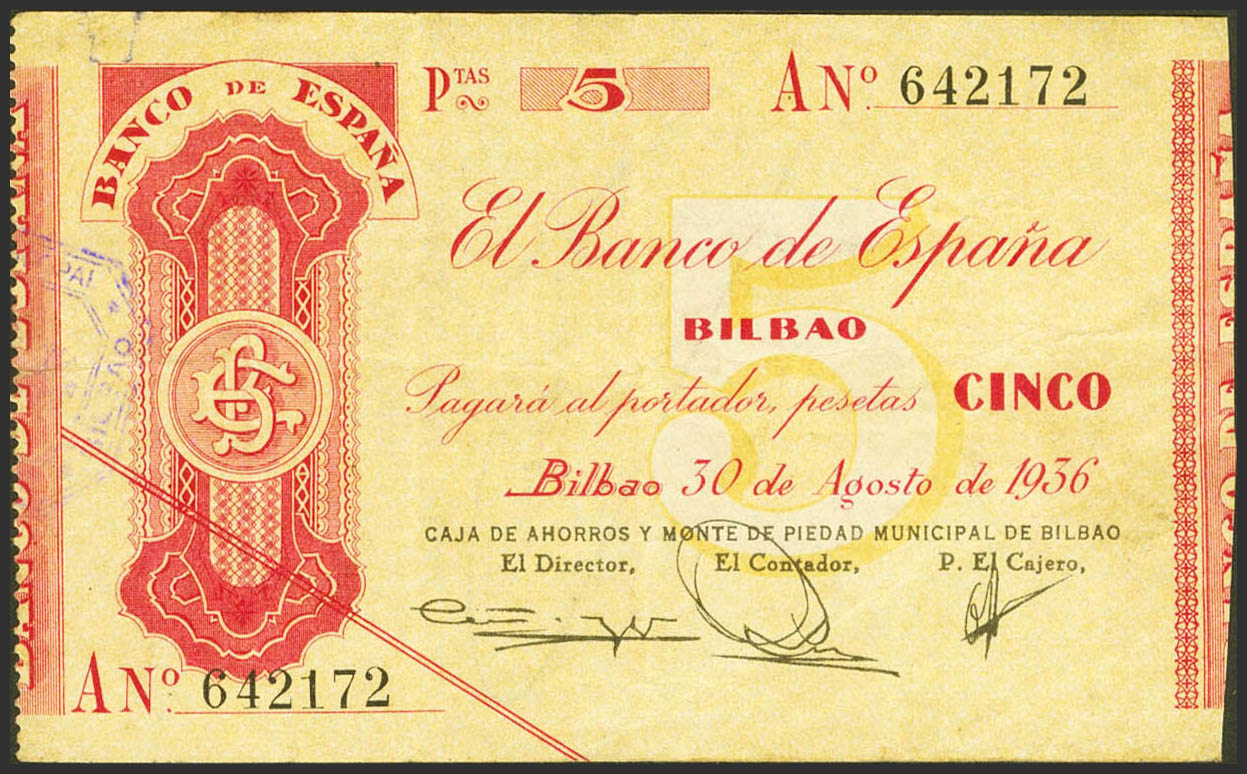 BANCO DE ESPAÑA
PTAS 5
A Nº 642172
El Banco de España
BILBAO
Pagará al portador, pesetas CINCO
Bilbao 30 de Agosto de 1936
CAJA DE AHORROS Y MONTE DE PIEDAD MUNICIPAL DE BILBAO
El Director, El Contador, P. El Cajero,
A Nº 642172
5
BILBAO